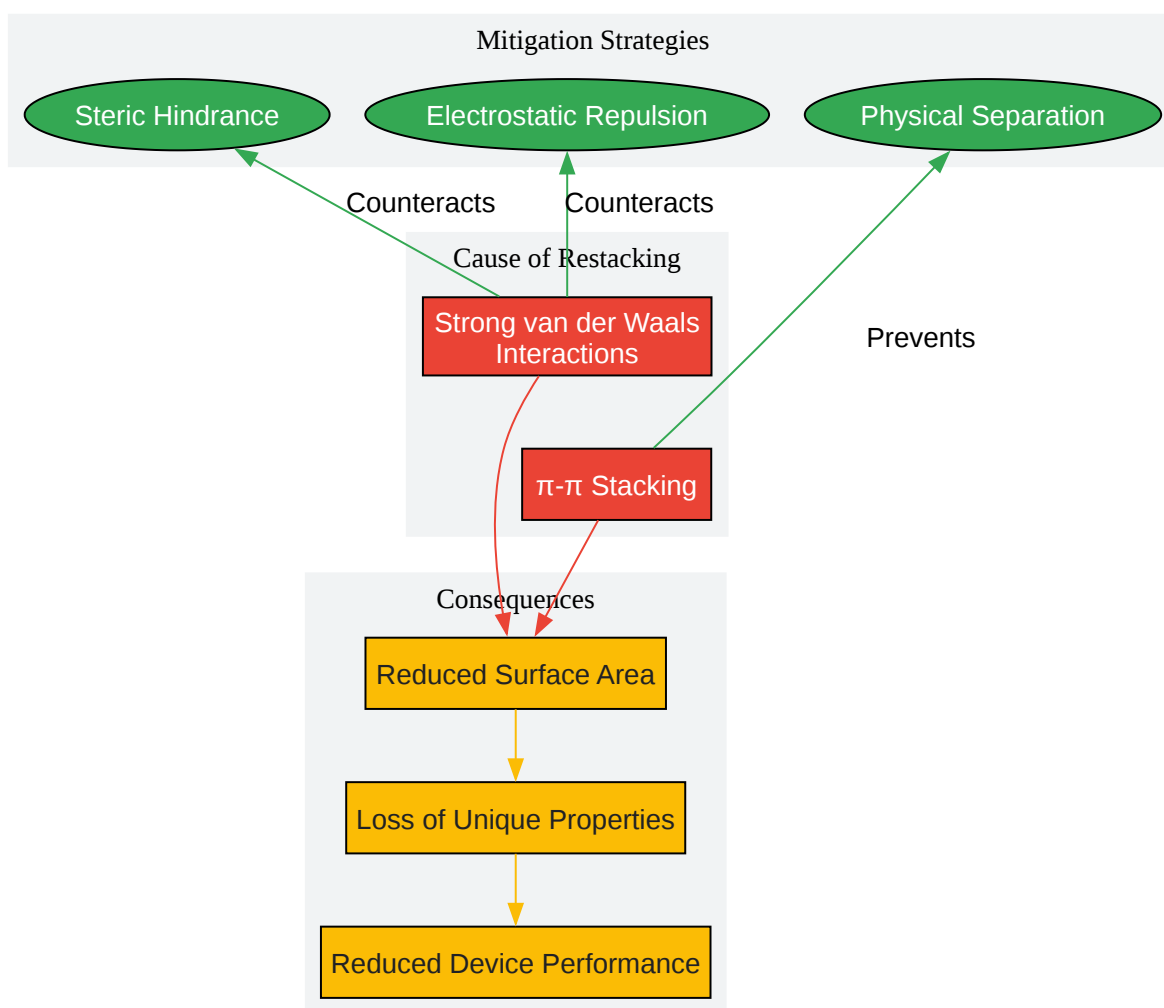 Mitigation Strategies
Steric Hindrance
Electrostatic Repulsion
Physical Separation
Counteracts
Counteracts
Cause of Restacking
Strong van der Waals
Interactions
Prevents
π-π Stacking
Consequences
Reduced Surface Area
Loss of Unique Properties
Reduced Device Performance